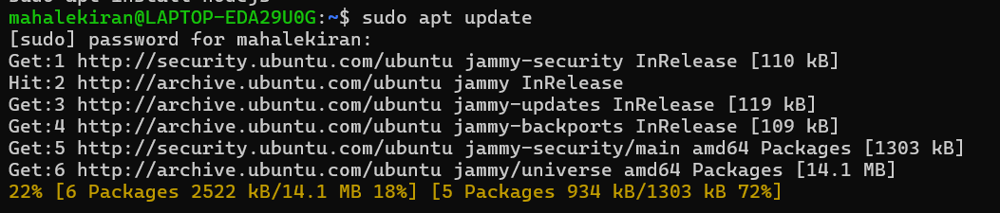 sudo apt install nodejs
mahalekiran@LAPTOP-EDA29U0G:~$ sudo apt update
[sudo] password for mahalekiran:
Get:1 http://security.ubuntu.com/ubuntu jammy-security InRelease [110 kB]
Hit:2 http://archive.ubuntu.com/ubuntu jammy InRelease
Get:3 http://archive.ubuntu.com/ubuntu jammy-updates InRelease [119 kB]
Get:4 http://archive.ubuntu.com/ubuntu jammy-backports InRelease [109 kB]
Get:5 http://security.ubuntu.com/ubuntu jammy-security/main amd64 Packages [1303 kB]
Get:6 http://archive.ubuntu.com/ubuntu jammy/universe amd64 Packages [14.1 MB]
22% [6 Packages 2522 kB/14.1 MB 18%] [5 Packages 934 kB/1303 kB 72%]